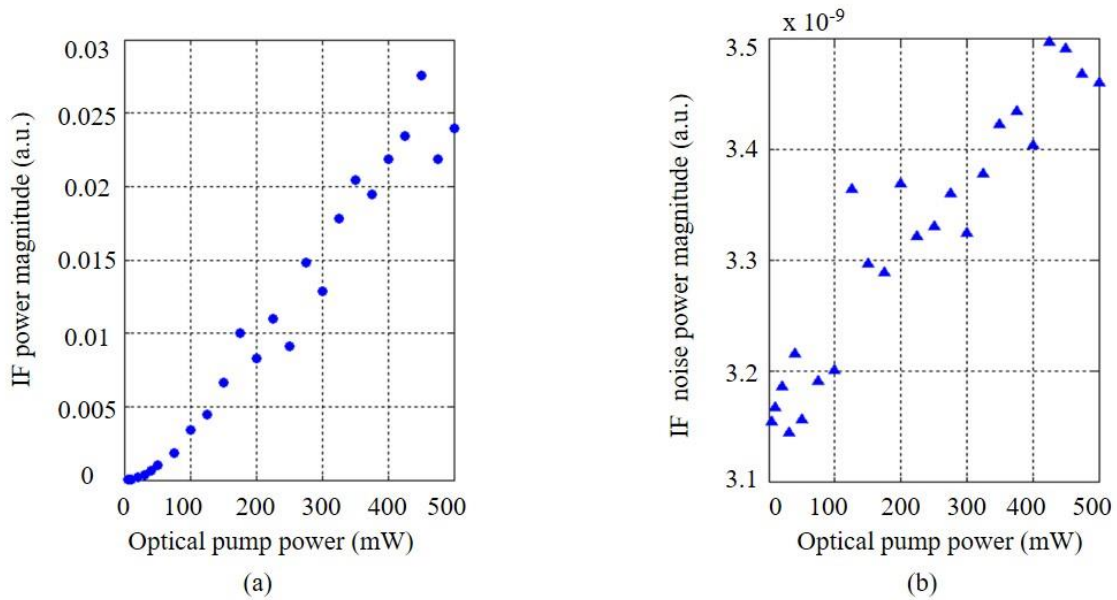 0.03
0.025
0.02
0.015
0.01
0.005
0
0 100 200 300 400 500
IF power magnitude (a.u.)
Optical pump power (mW)
(a)
x 10-9
3.5
3.4
3.3
3.2
3.1
0 100 200 300 400 500
IF noise power magnitude (a.u.)
Optical pump power (mW)
(b)